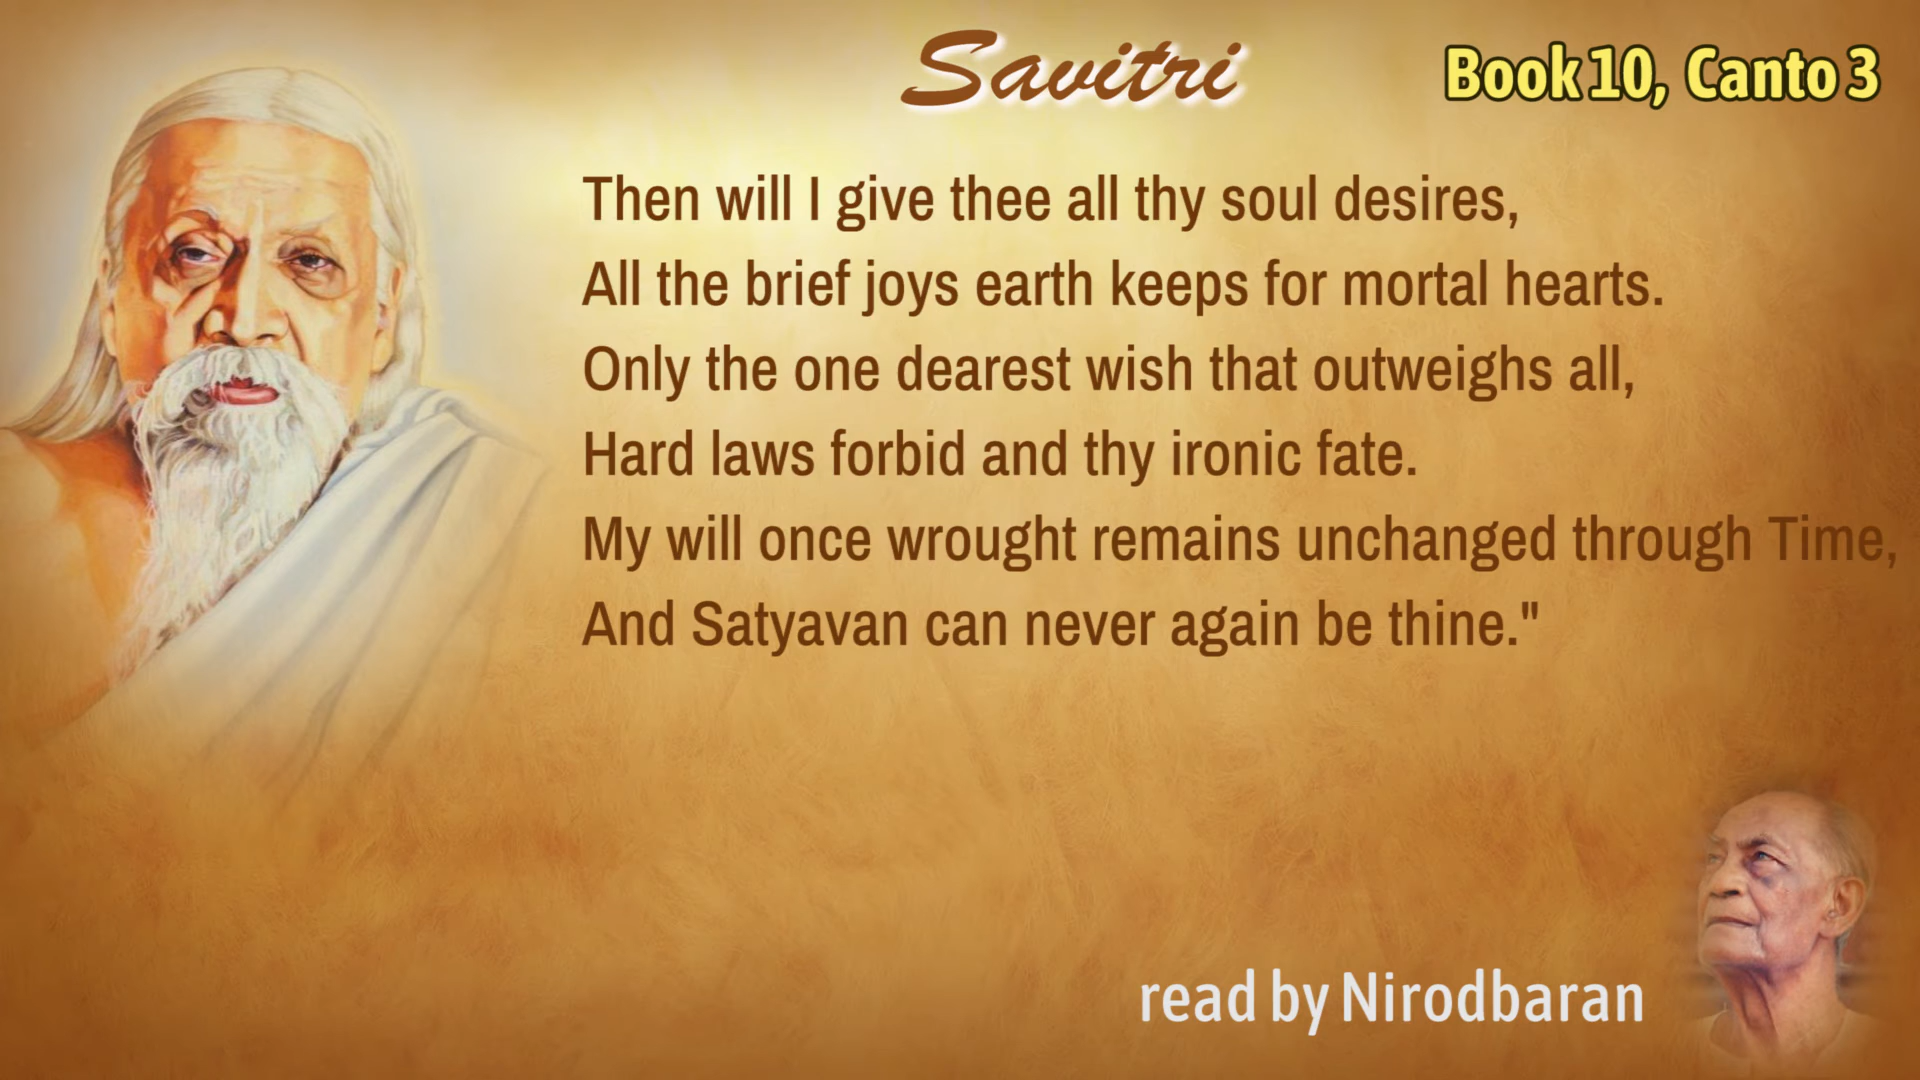 Savitri
Book 10, Canto 3
Then will I give thee all thy soul desires,
All the brief joys earth keeps for mortal hearts.
Only the one dearest wish that outweighs all,
Hard laws forbid and thy ironic fate.
My will once wrought remains unchanged through Time,
And Satyavan can never again be thine."
read by Nirodbaran